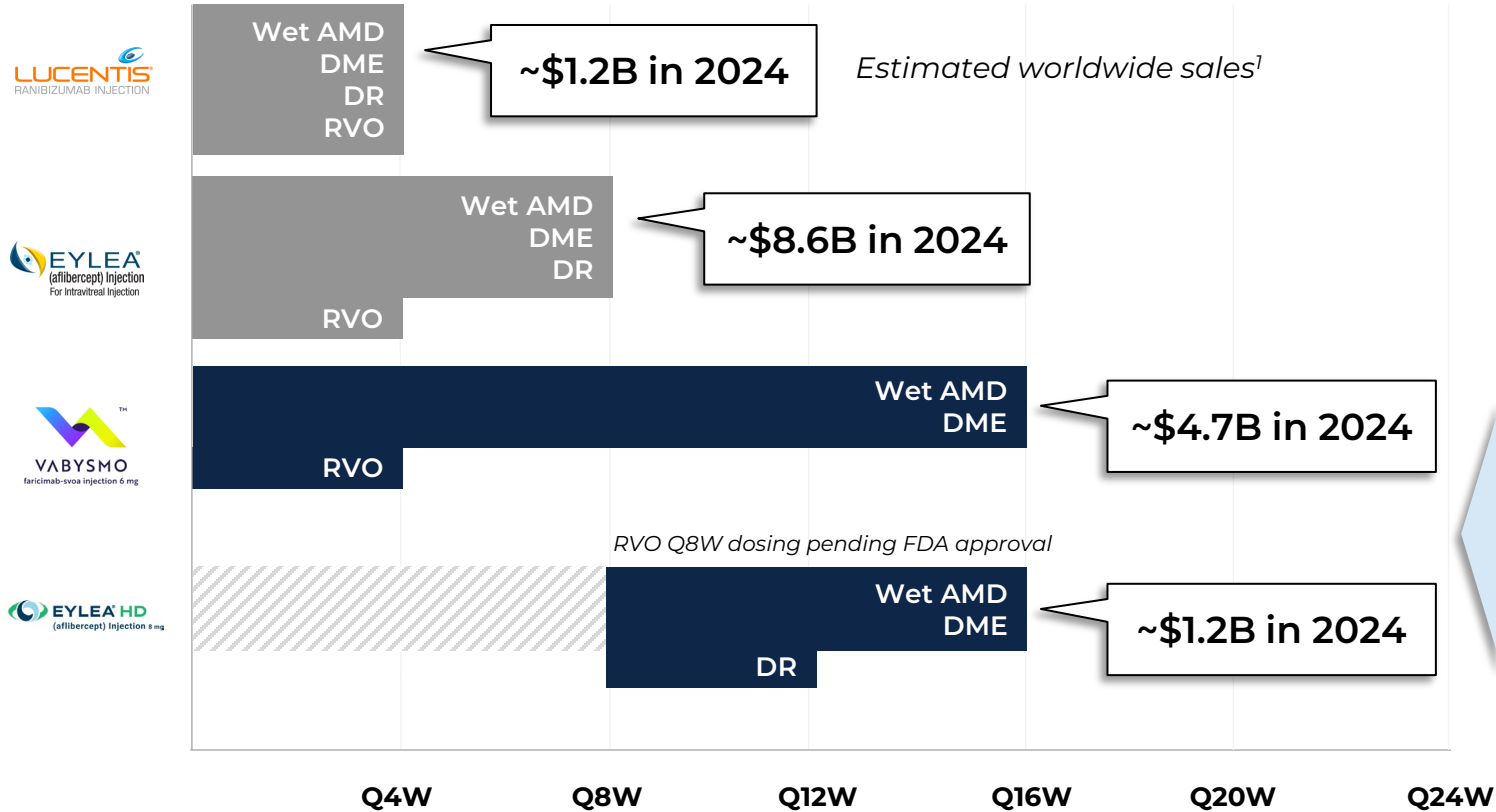 LUCENTIS®
RANIBIZUMAB INJECTION
Wet AMD
DME
DR
RVO
~$1.2B in 2024
Estimated worldwide sales¹
EYLEA®
(aflibercept) Injection
For Intravitreal Injection
Wet AMD
DME
DR
RVO
~$8.6B in 2024
™
VABYSMO
faricimab-svoa injection 6 mg
Wet AMD
DME
RVO
~$4.7B in 2024
RVO Q8W dosing pending FDA approval
EYLEA HD
(aflibercept) Injection 8 mg
Wet AMD
DME
DR
~$1.2B in 2024
Q4W Q8W Q12W Q16W Q20W Q24W